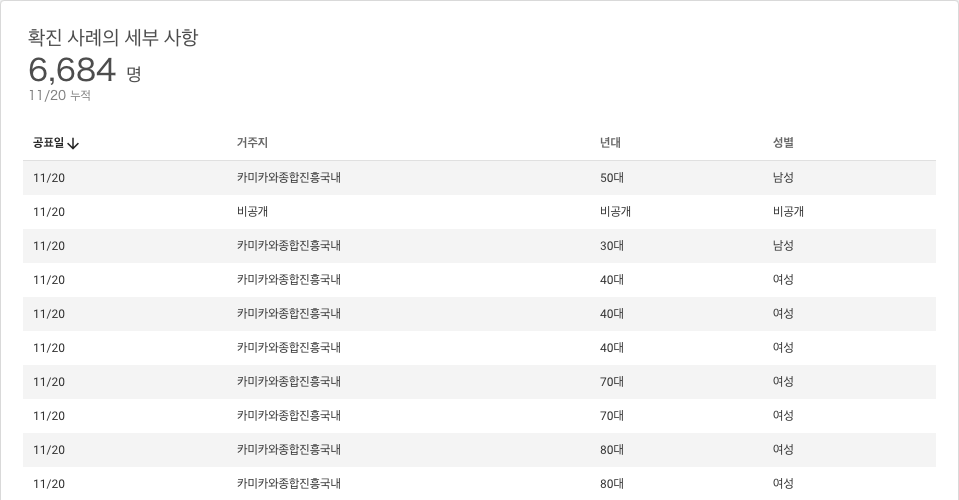 확진 사례의 세부 사항
6,684 명
11/20 누적
공표일 거주지 년대 성별
11/20 카미카와종합진흥국내 50대 남성
11/20 비공개 비공개 비공개
11/20 카미카와종합진흥국내 30대 남성
11/20 카미카와종합진흥국내 40대 여성
11/20 카미카와종합진흥국내 40대 여성
11/20 카미카와종합진흥국내 40대 여성
11/20 카미카와종합진흥국내 70대 여성
11/20 카미카와종합진흥국내 70대 여성
11/20 카미카와종합진흥국내 80대 여성
11/20 카미카와종합진흥국내 80대 여성